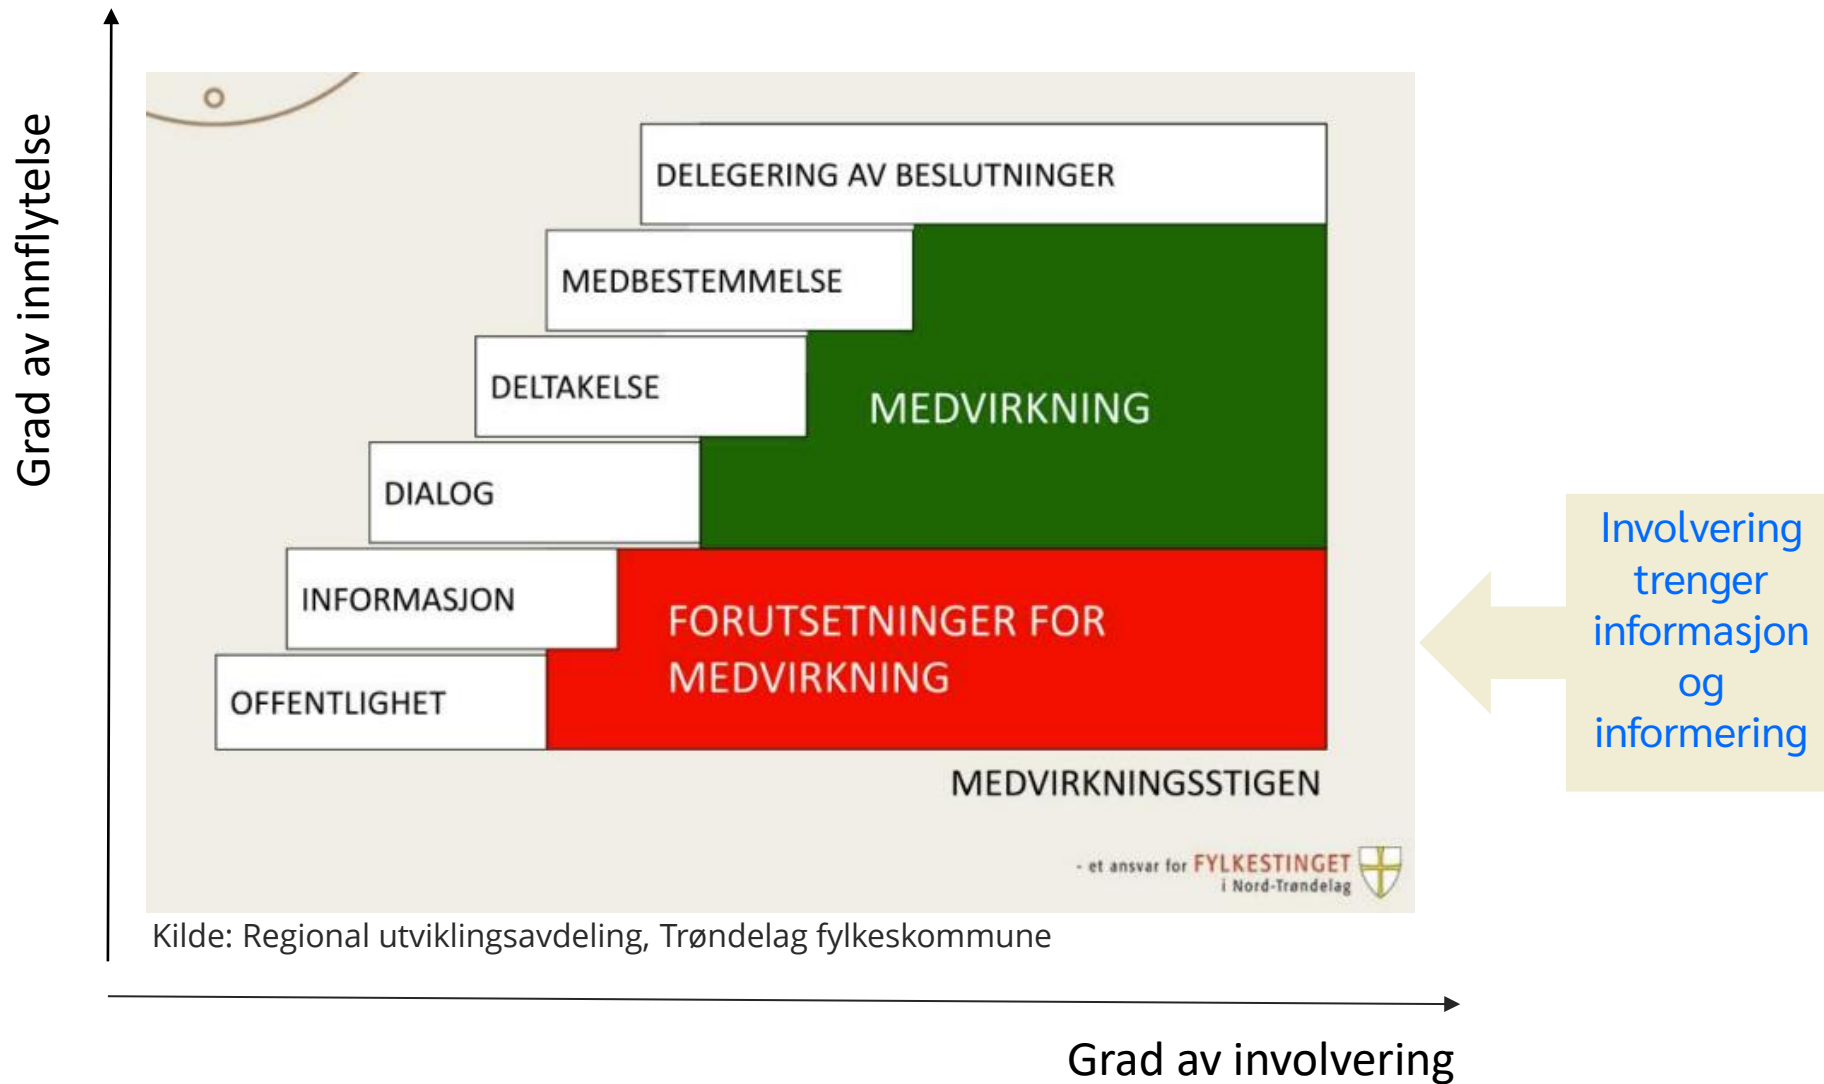 Grad av innflytelse
DELEGERING AV BESLUTNINGER
MEDBESTEMMELSE
DELTAKELSE
MEDVIRKNING
DIALOG
INFORMASJON
FORUTSETNINGER FOR
MEDVIRKNING
OFFENTLIGHET
MEDVIRKNINGSSTIGEN
- et ansvar for FYLKESTINGET
i Nord-Trøndelag
Involvering
trenger
informasjon
og
informering
Kilde: Regional utviklingsavdeling, Trøndelag fylkeskommune
Grad av involvering